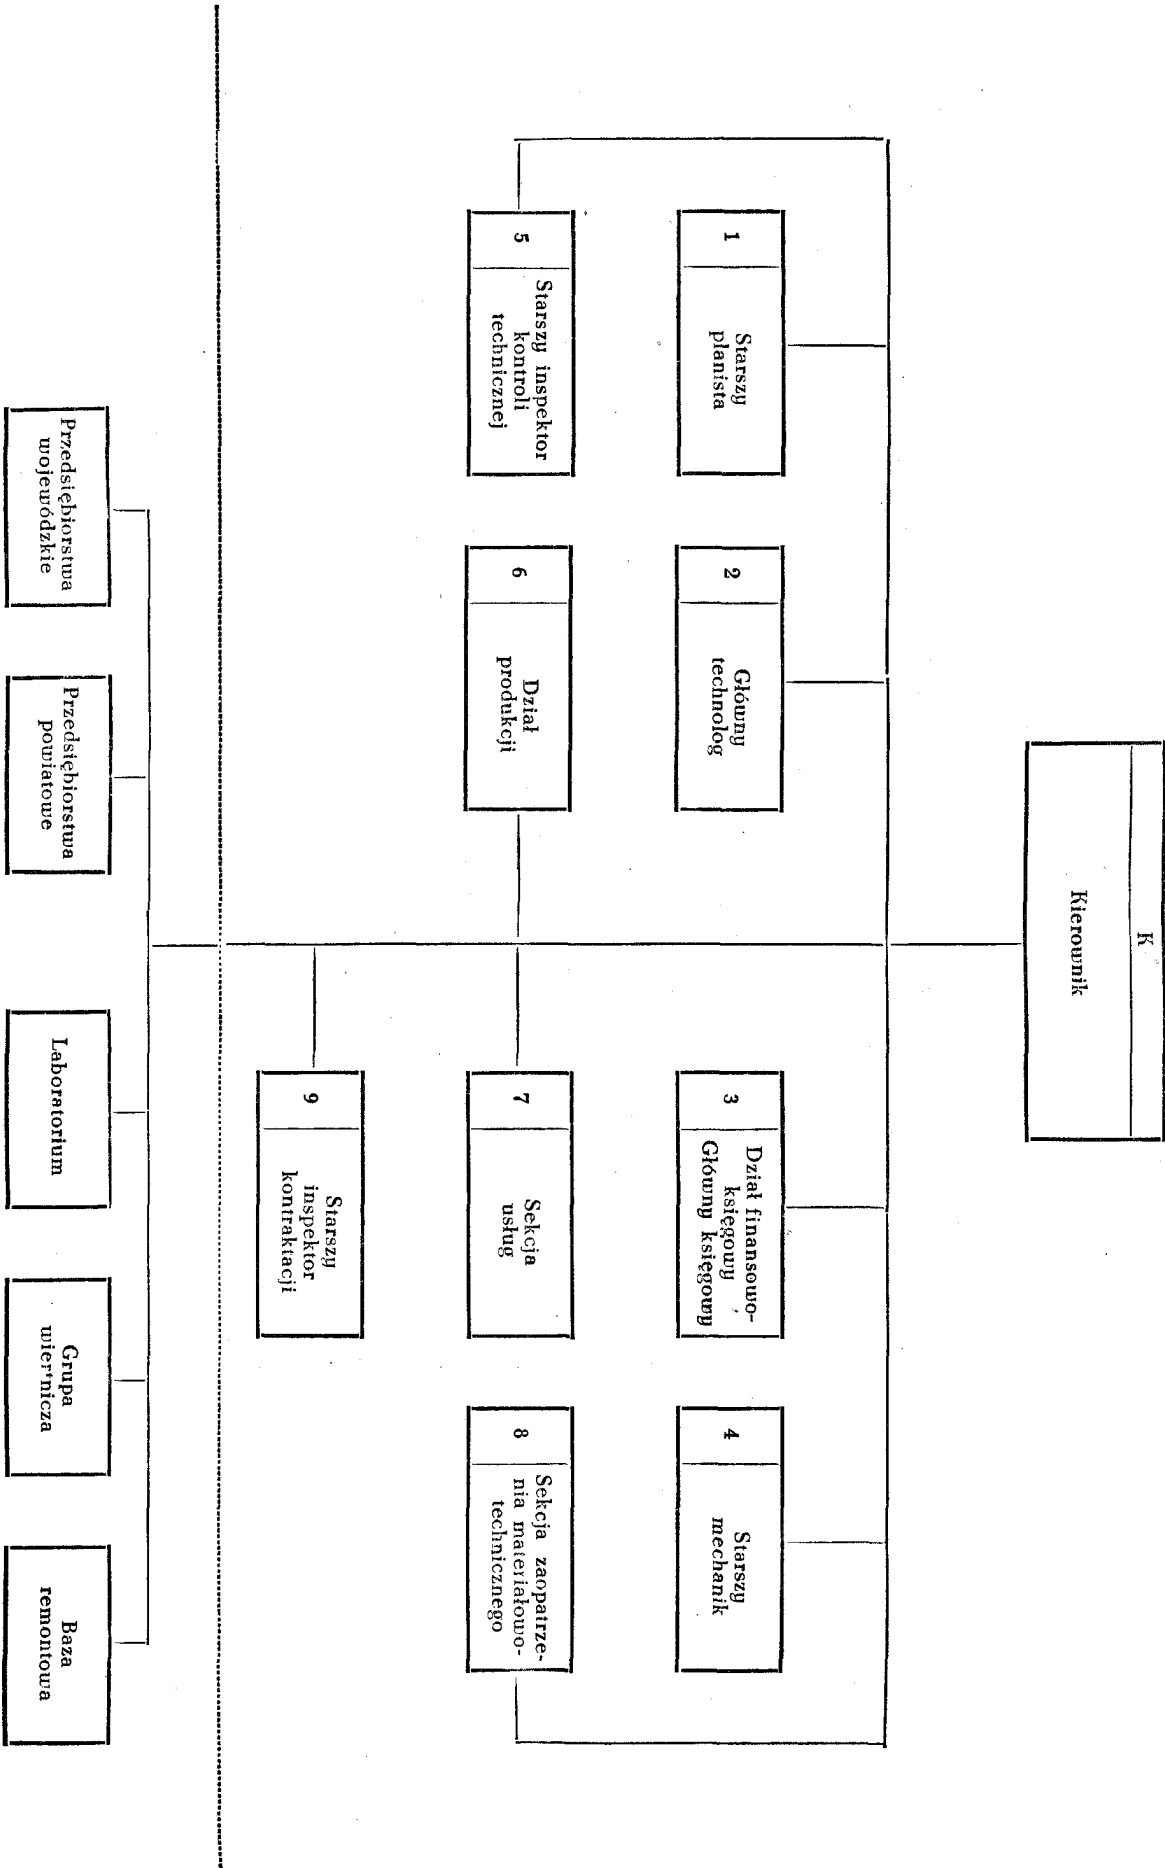 K
Kierownik
1
Starszy
planista
2
Główny
technolog
3
Dział finansowo-
księgowy
Główny księgowy
4
Starszy
mechanik
5
Starszy inspektor
kontroli
technicznej
6
Dział
produkcji
7
Sekcja
usług
8
Sekcja zaopatrze-
nia materiałowo-
technicznego
9
Starszy
inspektor
kontraktacji
Przedsiębiorstwa
wojewódzkie
Przedsiębiorstwa
powiatowe
Laboratorium
Grupa
wiertnicza
Baza
remontowa